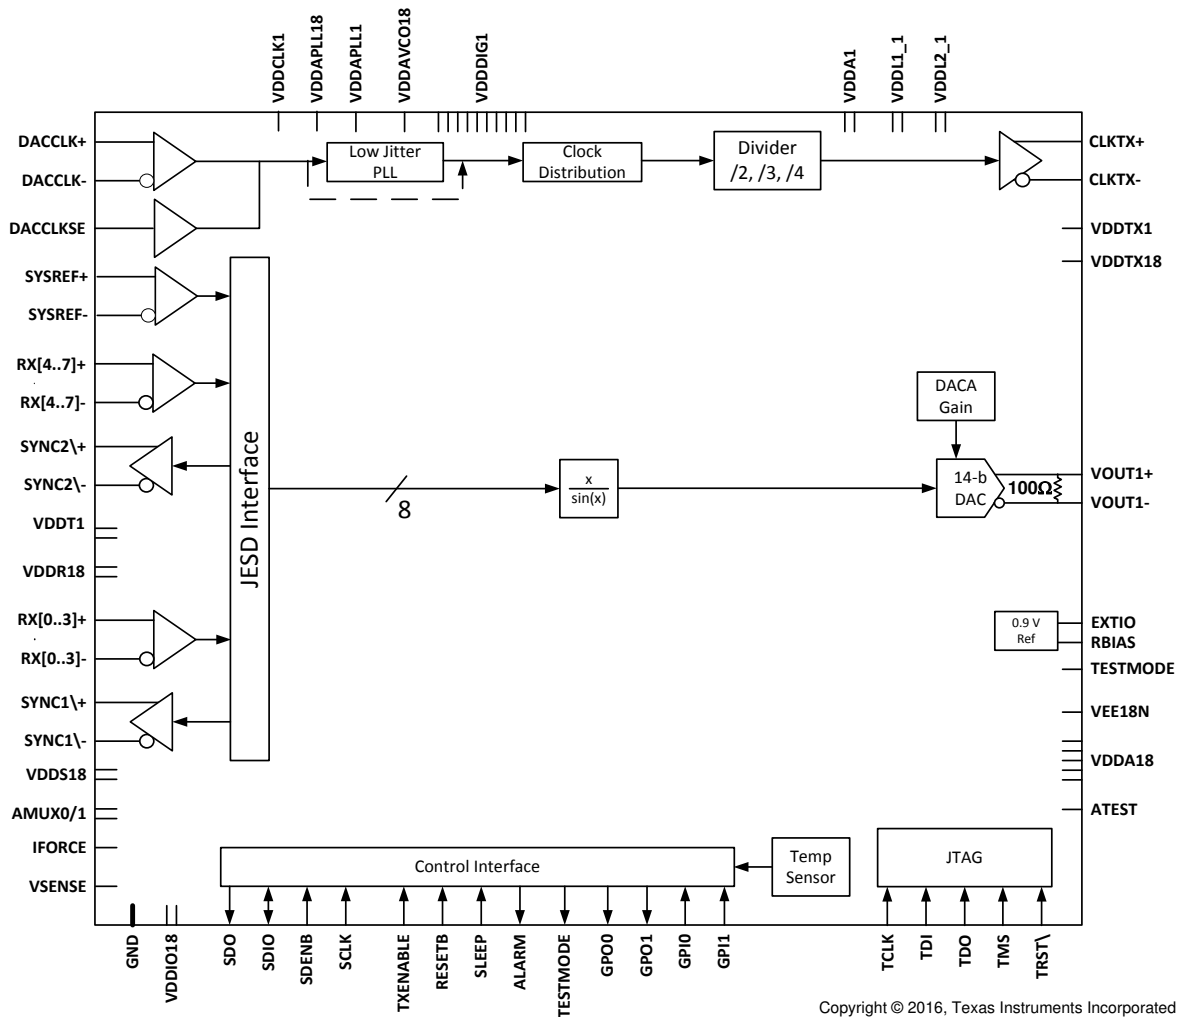 VDDCLK1
VDDAPLL18
VDDAPLL1
VDDAVCO18
VDDDIG1
VDDA1
VDDL1_1
VDDL2_1
DACCLK+
DACCLK-
DACCLKSE
Low Jitter
PLL
Clock
Distribution
Divider
/2, /3, /4
CLKTX+
CLKTX-
VDDTX1
VDDTX18
SYSREF+
SYSREF-
RX[4..7]+
RX[4..7]-
SYNC2\+
SYNC2\-
VDDT1
VDDR18
RX[0..3]+
RX[0..3]-
SYNC1\+
SYNC1\-
VDDS18
AMUX0/1
IFORCE
VSENSE
JESD Interface
8
x
sin(x)
DACA
Gain
14-b
DAC
100Ω
VOUT1+
VOUT1-
0.9 V
Ref
EXTIO
RBIAS
TESTMODE
VEE18N
VDDA18
ATEST
Control Interface
Temp
Sensor
JTAG
GND
VDDIO18
SDO
SDIO
SDENB
SCLK
TXENABLE
RESETB
SLEEP
ALARM
TESTMODE
GPO0
GPO1
GPI0
GPI1
TCLK
TDI
TDO
TMS
TRST\
Copyright © 2016, Texas Instruments Incorporated